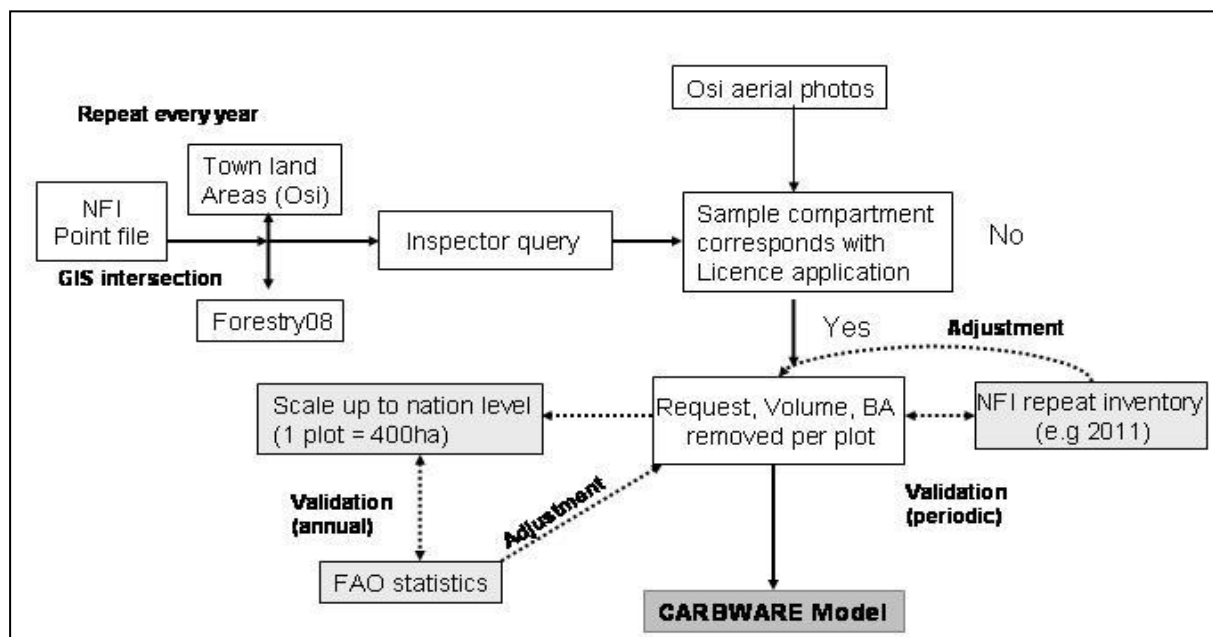 Osi aerial photos
Repeat every year
Town land
Areas (Osi)
NFI
Point file
Inspector query
Sample compartment
corresponds with
Licence application
No
GIS intersection
Forestry08
Yes
Adjustment
Scale up to nation level
(1 plot = 400ha)
Request, Volume, BA
removed per plot
NFI repeat inventory
(e.g 2011)
Validation
(annual)
Adjustment
Validation
(periodic)
FAO statistics
CARBWARE Model